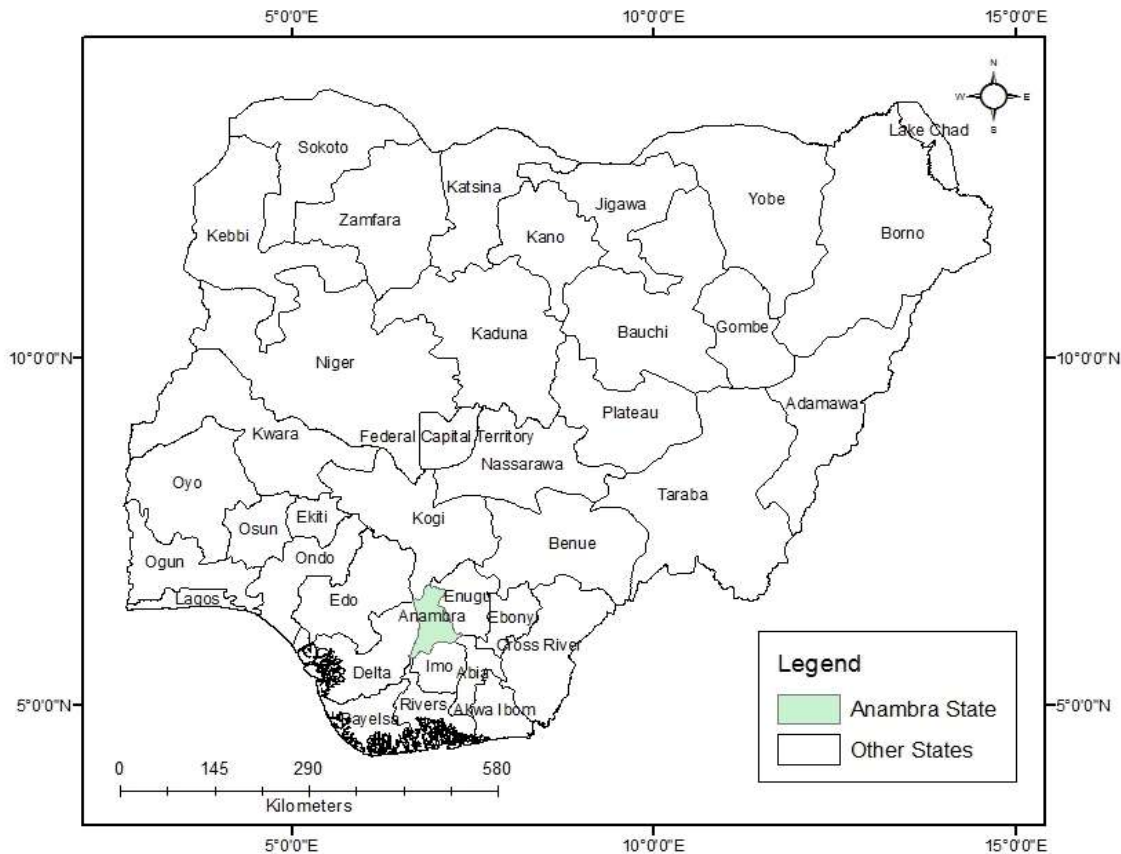 5°0'0"E 10°0'0"E 15°0'0"E
N
W E
S
Lake Chad
Sokoto
Katsina
Yobe
Jigawa
Zamfara
Kebbi
Kano
Borno
Gombe
Kaduna
Bauchi
Niger
10°0'0"N 10°0'0"N
Adamawa
Plateau
Kwara
Federal Capital Territory
Nassarawa
Oyo
Taraba
Kogi
Ekiti
Osun
Benue
Ogun
Ondo
Lagos
Edo
Enugu
Anambra
Ebony
Cross River
Imo
Abia
Delta
Legend
Rivers
Akwa Ibom
Bayelsa
5°0'0"N 5°0'0"N
Anambra State
Other States
0 145 290 580
Kilometers
5°0'0"E 10°0'0"E 15°0'0"E